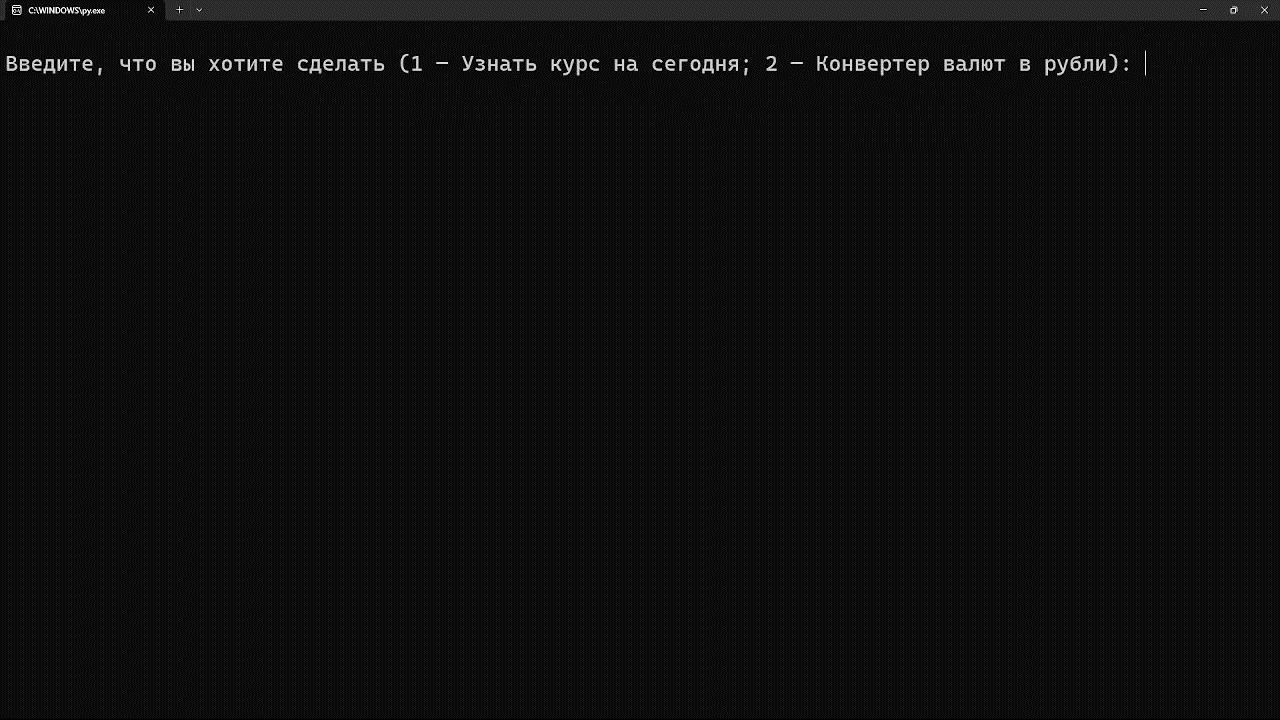 C:\WINDOWS\py.exe
Введите, что вы хотите сделать (1 — Узнать курс на сегодня; 2 — Конвертер валют в рубли):